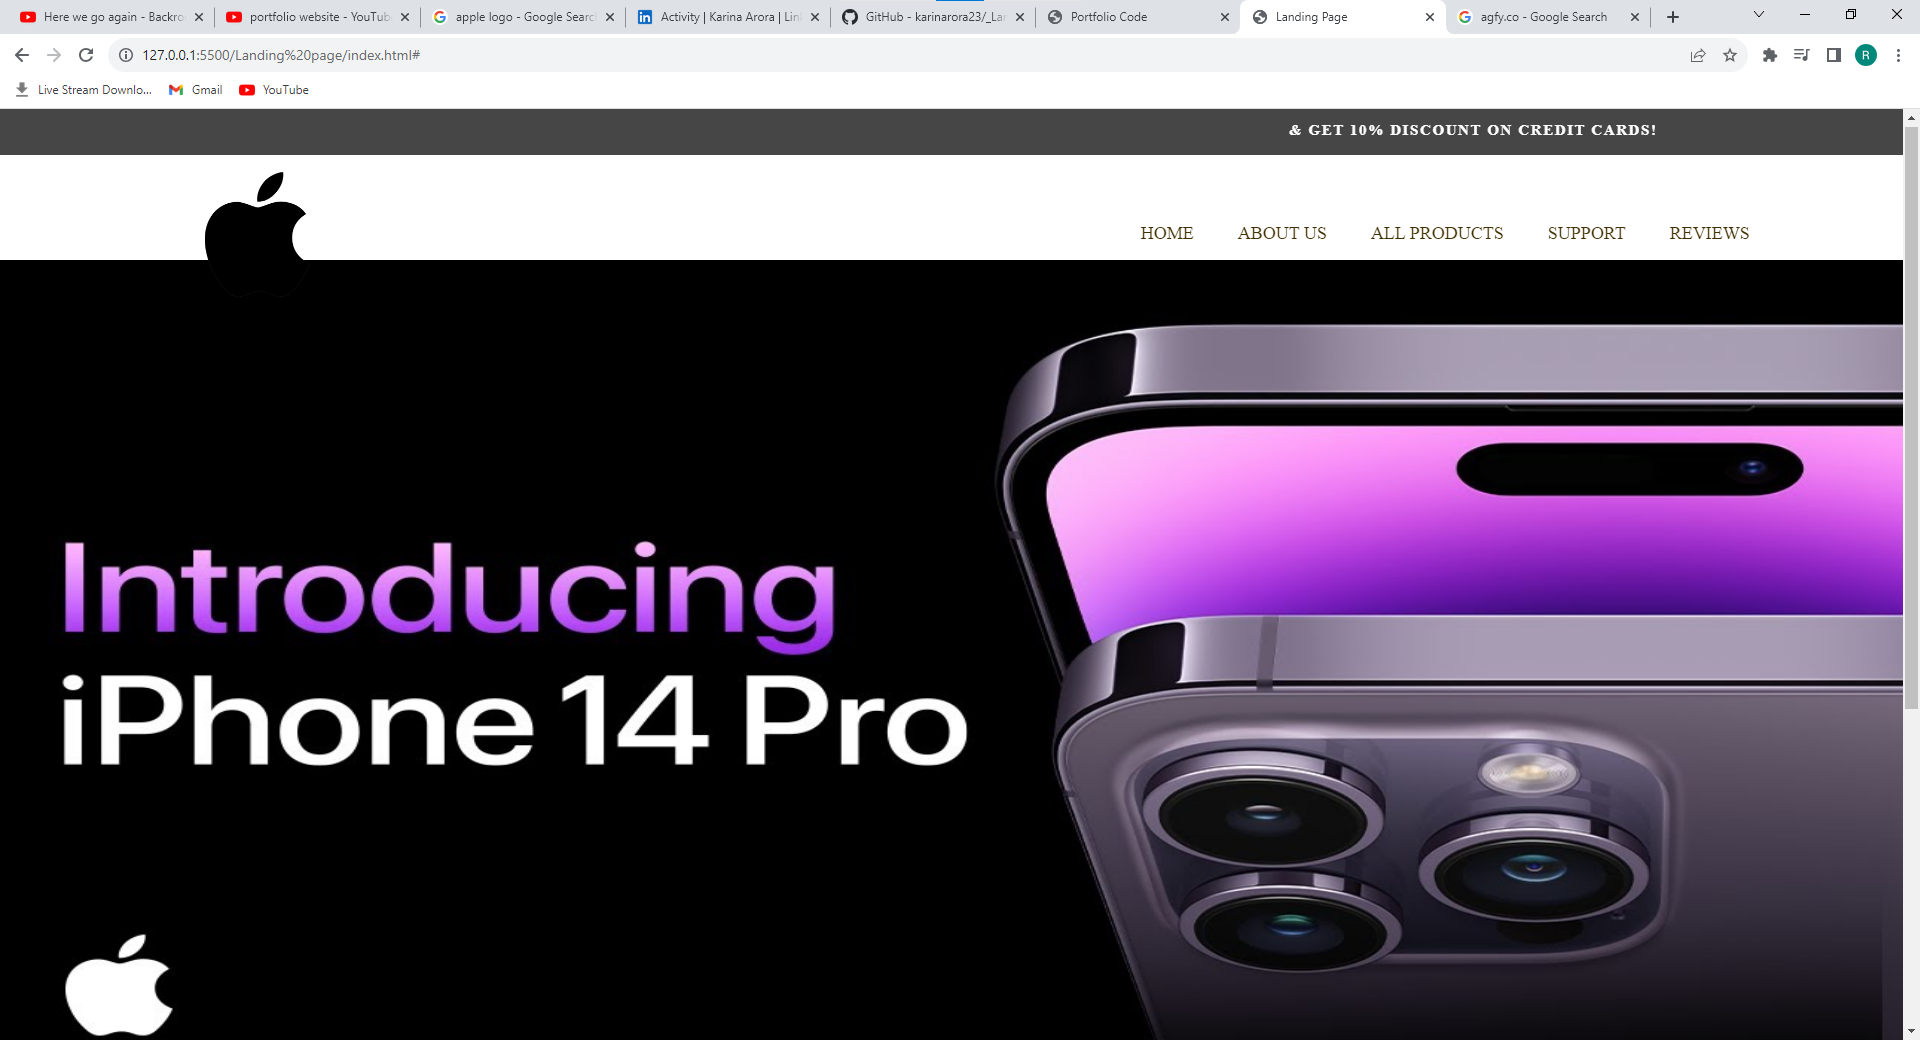 Here we go again - Backro
portfolio website - YouTub
apple logo - Google Searc
Activity | Karina Arora | Lin
GitHub - karinarora23/_La
Portfolio Code
Landing Page
agfy.co - Google Search
127.0.0.1:5500/Landing%20page/index.html#
R
Live Stream Downlo...
Gmail
YouTube
& GET 10% DISCOUNT ON CREDIT CARDS!
HOME
ABOUT US
ALL PRODUCTS
SUPPORT
REVIEWS
Introducing
iPhone 14 Pro